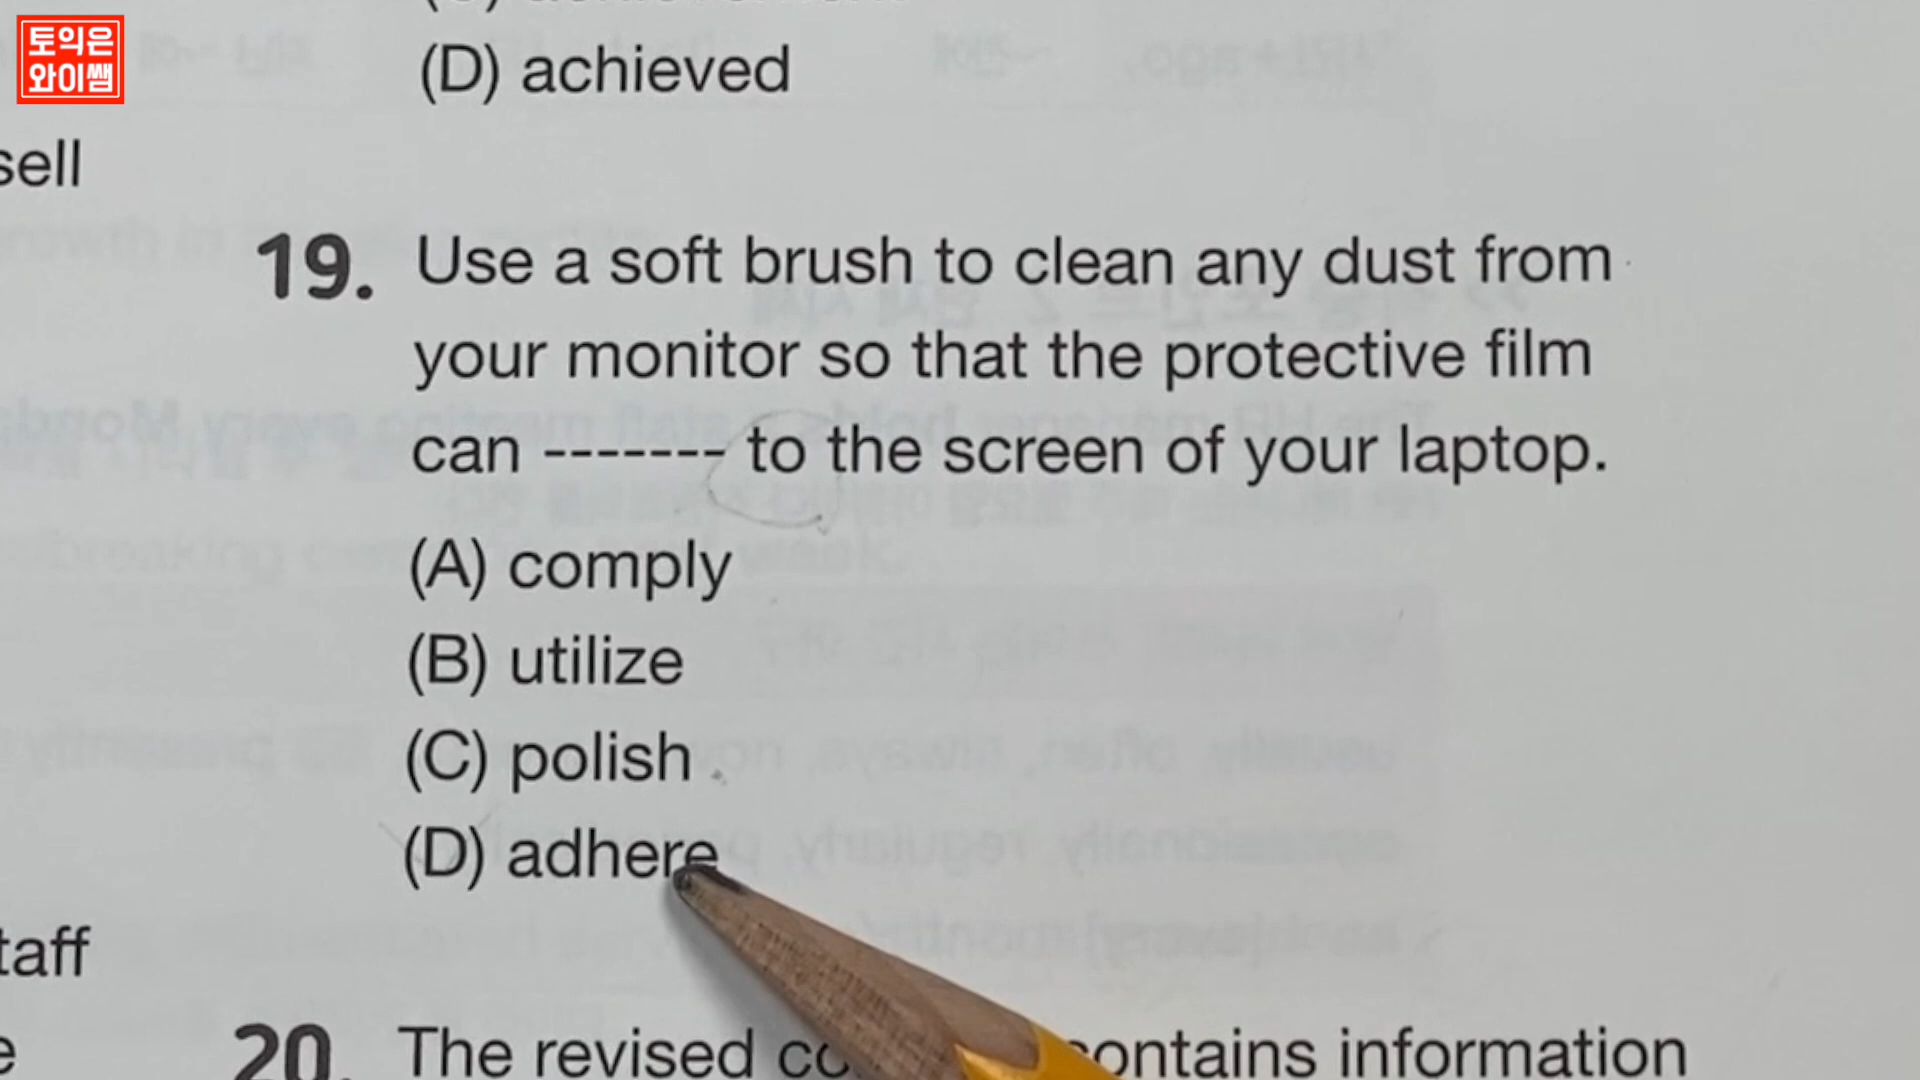 토익은
와이쌤
(D) achieved
sell
19. Use a soft brush to clean any dust from
your monitor so that the protective film
can ------- to the screen of your laptop.
(A) comply
(B) utilize
(C) polish
(D) adhere
taff
20. The revised contains information